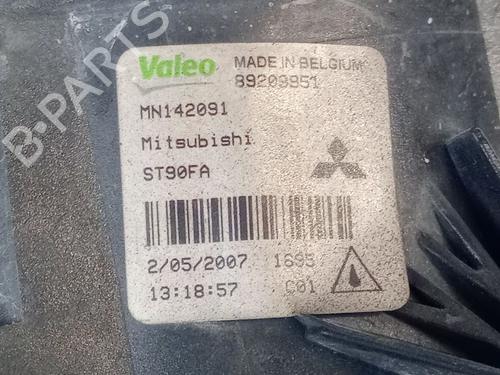 B-PARTS
Valeo
MADE IN BELGIUM
89209951
MN142091
Mitsubishi
ST90FA
2/05/2007 1695
13:18:57 C01